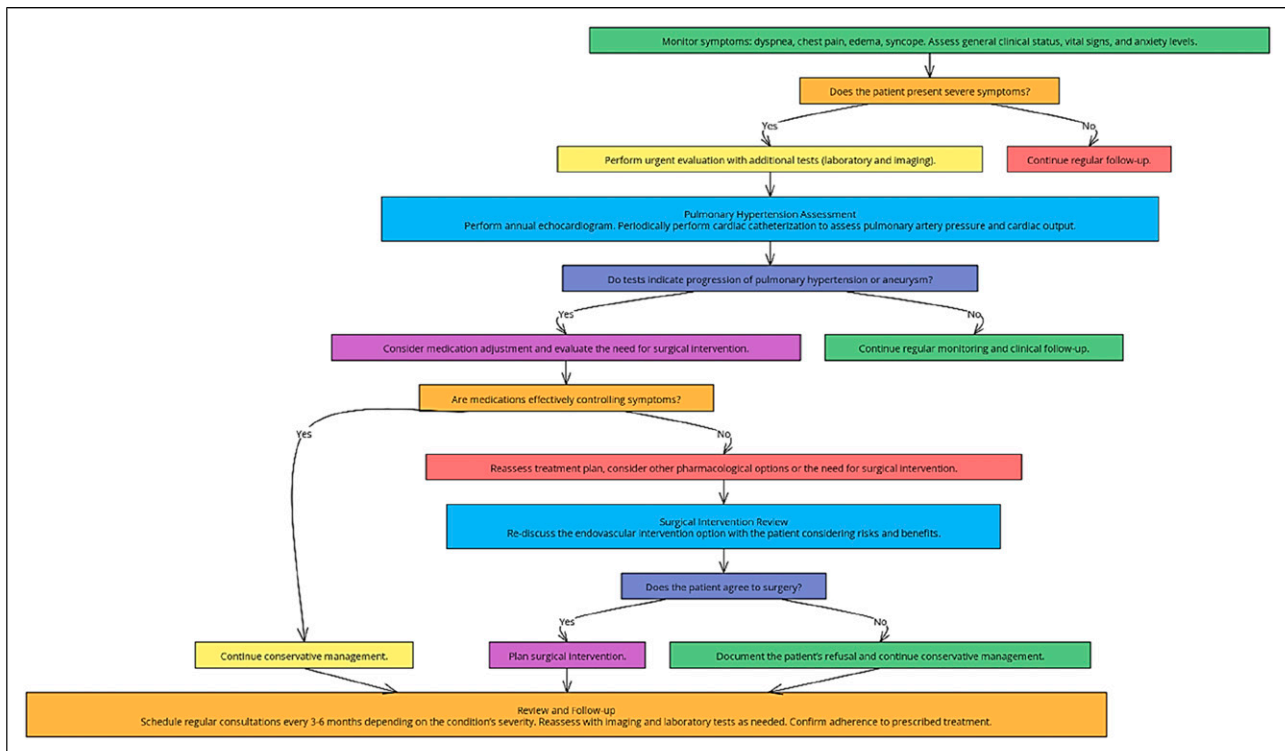 Monitor symptoms: dyspnea, chest pain, edema, syncope. Assess general clinical status, vital signs, and anxiety levels.
Does the patient present severe symptoms?
Yes
No
Perform urgent evaluation with additional tests (laboratory and imaging).
Continue regular follow-up.
Pulmonary Hypertension Assessment
Perform annual echocardiogram. Periodically perform cardiac catheterization to assess pulmonary artery pressure and cardiac output.
Do tests indicate progression of pulmonary hypertension or aneurysm?
Yes
No
Consider medication adjustment and evaluate the need for surgical intervention.
Continue regular monitoring and clinical follow-up.
Are medications effectively controlling symptoms?
Yes
No
Reassess treatment plan, consider other pharmacological options or the need for surgical intervention.
Surgical Intervention Review
Re-discuss the endovascular intervention option with the patient considering risks and benefits.
Does the patient agree to surgery?
Yes
No
Continue conservative management.
Plan surgical intervention.
Document the patient's refusal and continue conservative management.
Review and Follow-up
Schedule regular consultations every 3-6 months depending on the condition's severity. Reassess with imaging and laboratory tests as needed. Confirm adherence to prescribed treatment.